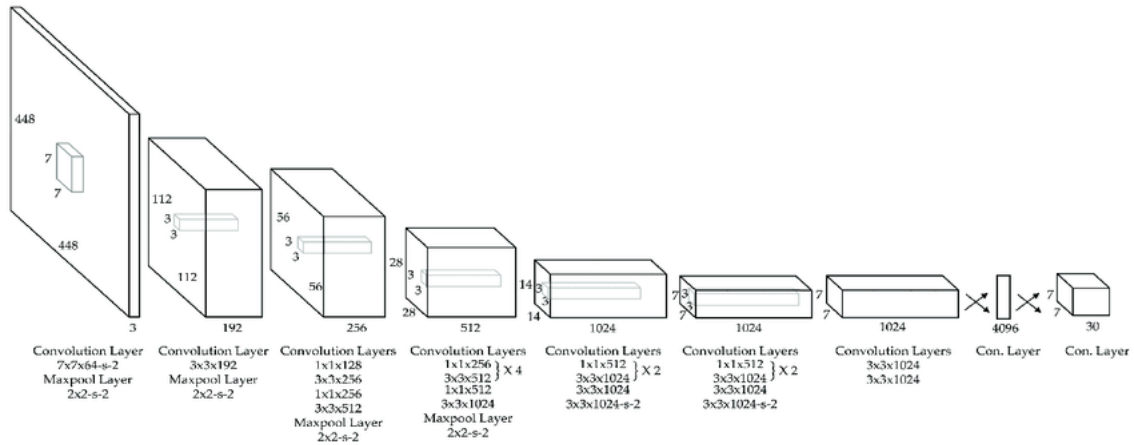 448
7
7
448
3
112
3
3
112
192
56
3
3
56
256
28
3
3
28
512
14
3
3
14
1024
7
3
3
7
1024
7
7
1024
4096
7
7
30
Convolution Layer
7x7x64-s-2
Maxpool Layer
2x2-s-2
Convolution Layer
3x3x192
Maxpool Layer
2x2-s-2
Convolution Layers
1x1x128
3x3x256
1x1x256
3x3x512
Maxpool Layer
2x2-s-2
Convolution Layers
1x1x256
3x3x512 } X 4
1x1x512
3x3x1024
Maxpool Layer
2x2-s-2
Convolution Layers
1x1x512
3x3x1024 } X 2
3x3x1024
3x3x1024-s-2
Convolution Layers
1x1x512
3x3x1024 } X 2
3x3x1024
3x3x1024-s-2
Convolution Layers
3x3x1024
3x3x1024
Con. Layer
Con. Layer